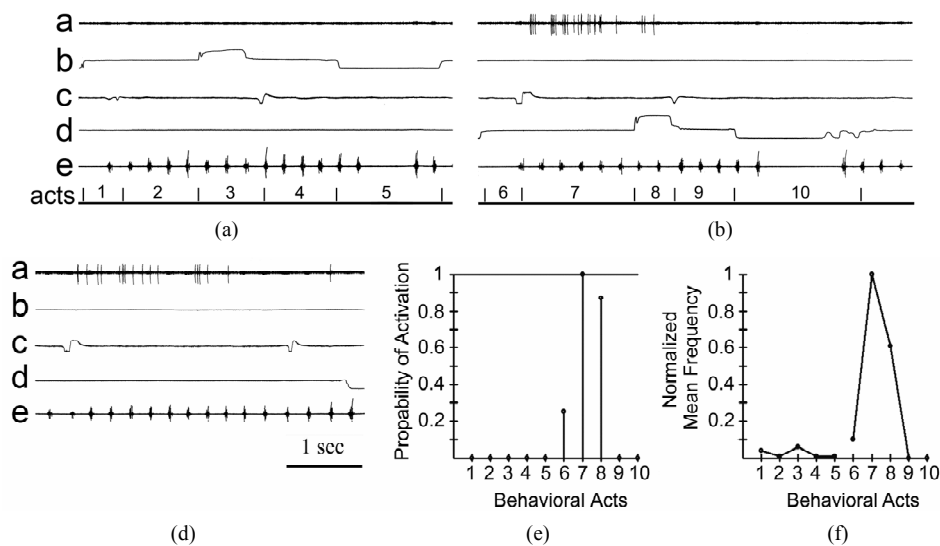 a
b
c
d
e
acts 1 2 3 4 5
(a)
a
b
c
d
e
6 7 8 9 10
(b)
a
b
c
d
e
1 sec
(d)
Propability of Activation
1
0.8
0.6
0.4
0.2
1 2 3 4 5 6 7 8 9 10
Behavioral Acts
(e)
Normalized
Mean Frequency
1
0.8
0.6
0.4
0.2
1 2 3 4 5 6 7 8 9 10
Behavioral Acts
(f)